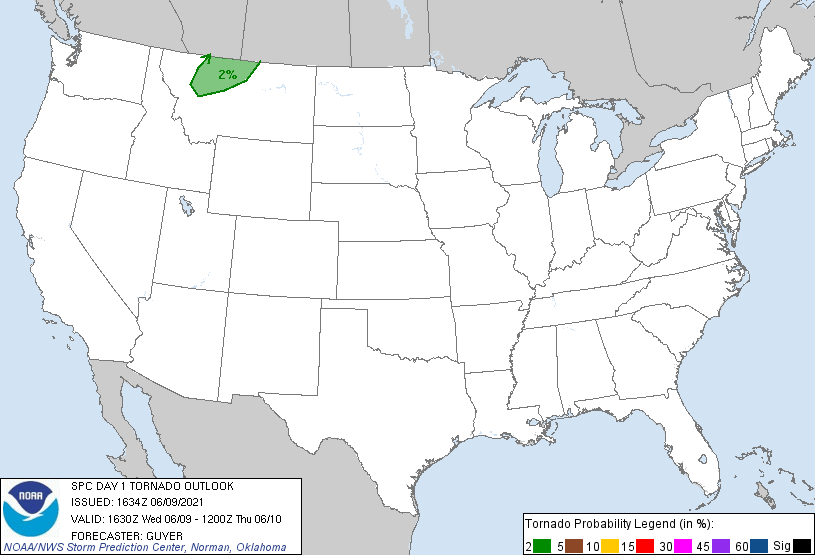 2%
NOAA
SPC DAY 1 TORNADO OUTLOOK
ISSUED: 1634Z 06/09/2021
VALID: 1630Z Wed 06/09 - 1200Z Thu 06/10
FORECASTER: GUYER
NOAA/NWS Storm Prediction Center, Norman, Oklahoma
Tornado Probability Legend (in %):
2 5 10 15 30 45 60 Sig